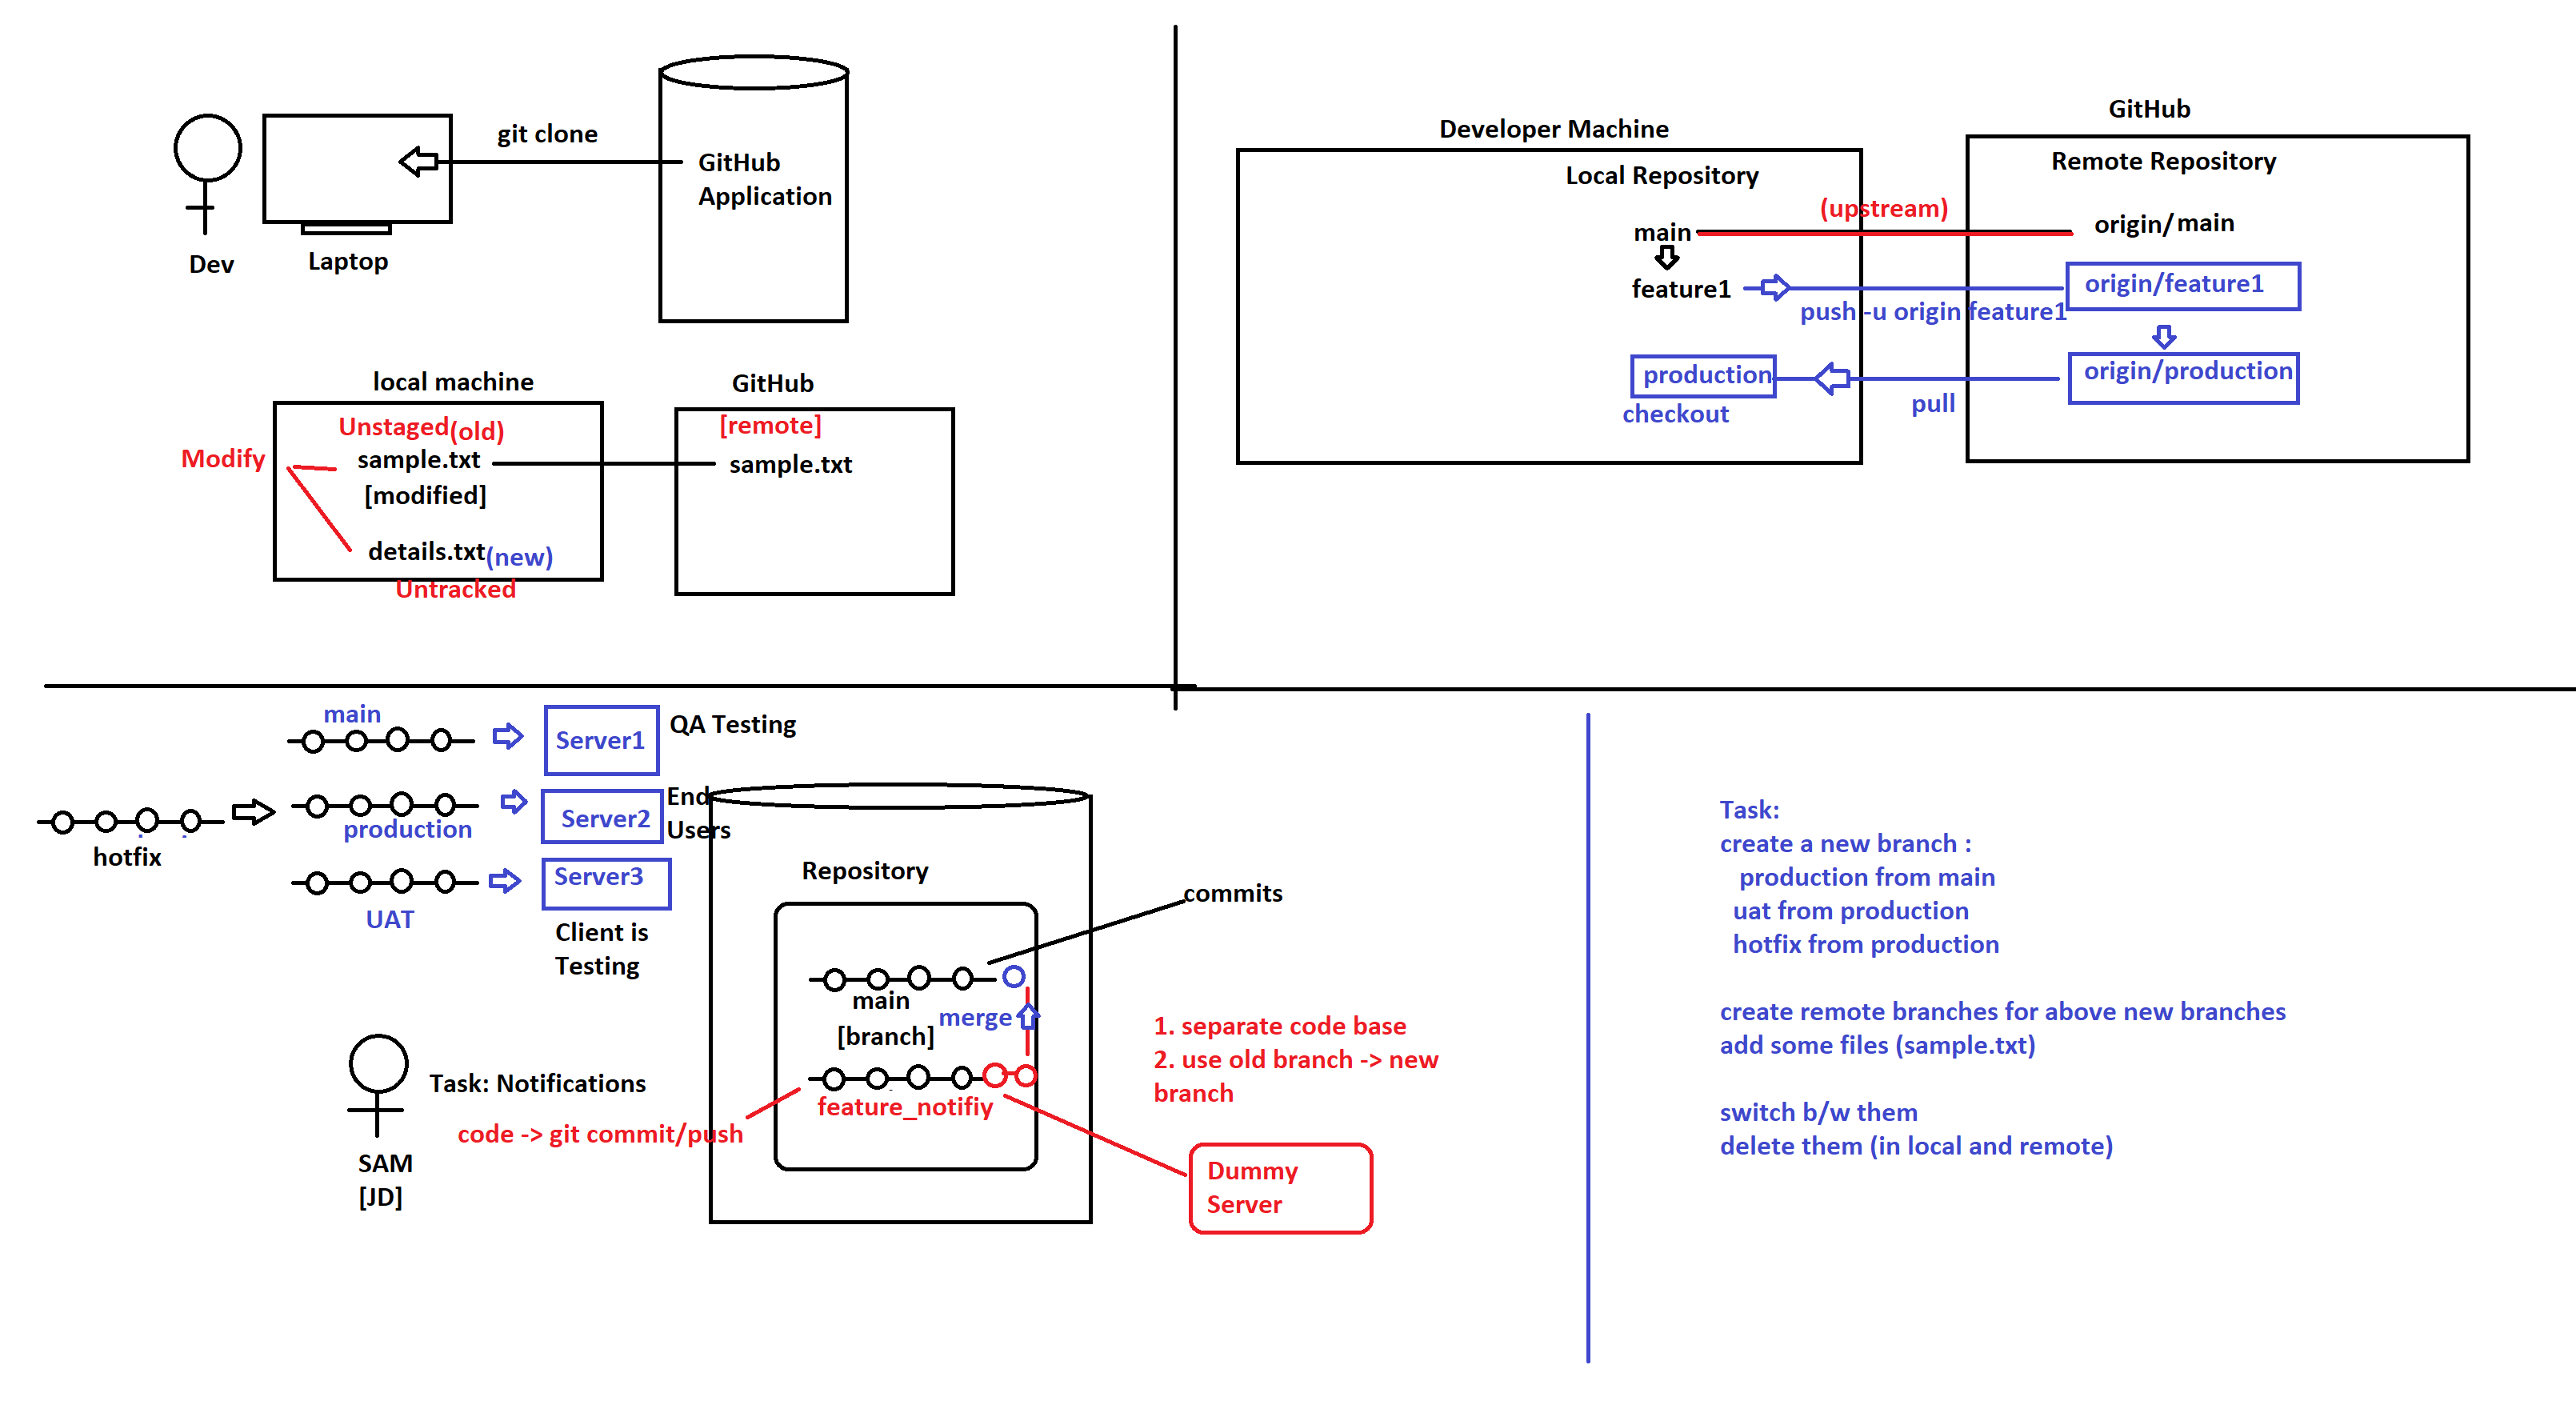 git clone
GitHub
Application
Dev
Laptop
local machine
GitHub
Unstaged(old)
[remote]
Modify
sample.txt
sample.txt
[modified]
details.txt(new)
Untracked
GitHub
Developer Machine
Remote Repository
Local Repository
(upstream)
main
origin/main
feature1
origin/feature1
push -u origin feature1
production
origin/production
checkout
pull
main
Server1
QA Testing
End
Users
Server2
production
hotfix
Server3
UAT
Client is
Testing
Repository
commits
main
[branch]
merge
feature_notifiy
Task: Notifications
code -> git commit/push
SAM
[JD]
1. separate code base
2. use old branch -> new
branch
Dummy
Server
Task:
create a new branch :
production from main
uat from production
hotfix from production
create remote branches for above new branches
add some files (sample.txt)
switch b/w them
delete them (in local and remote)